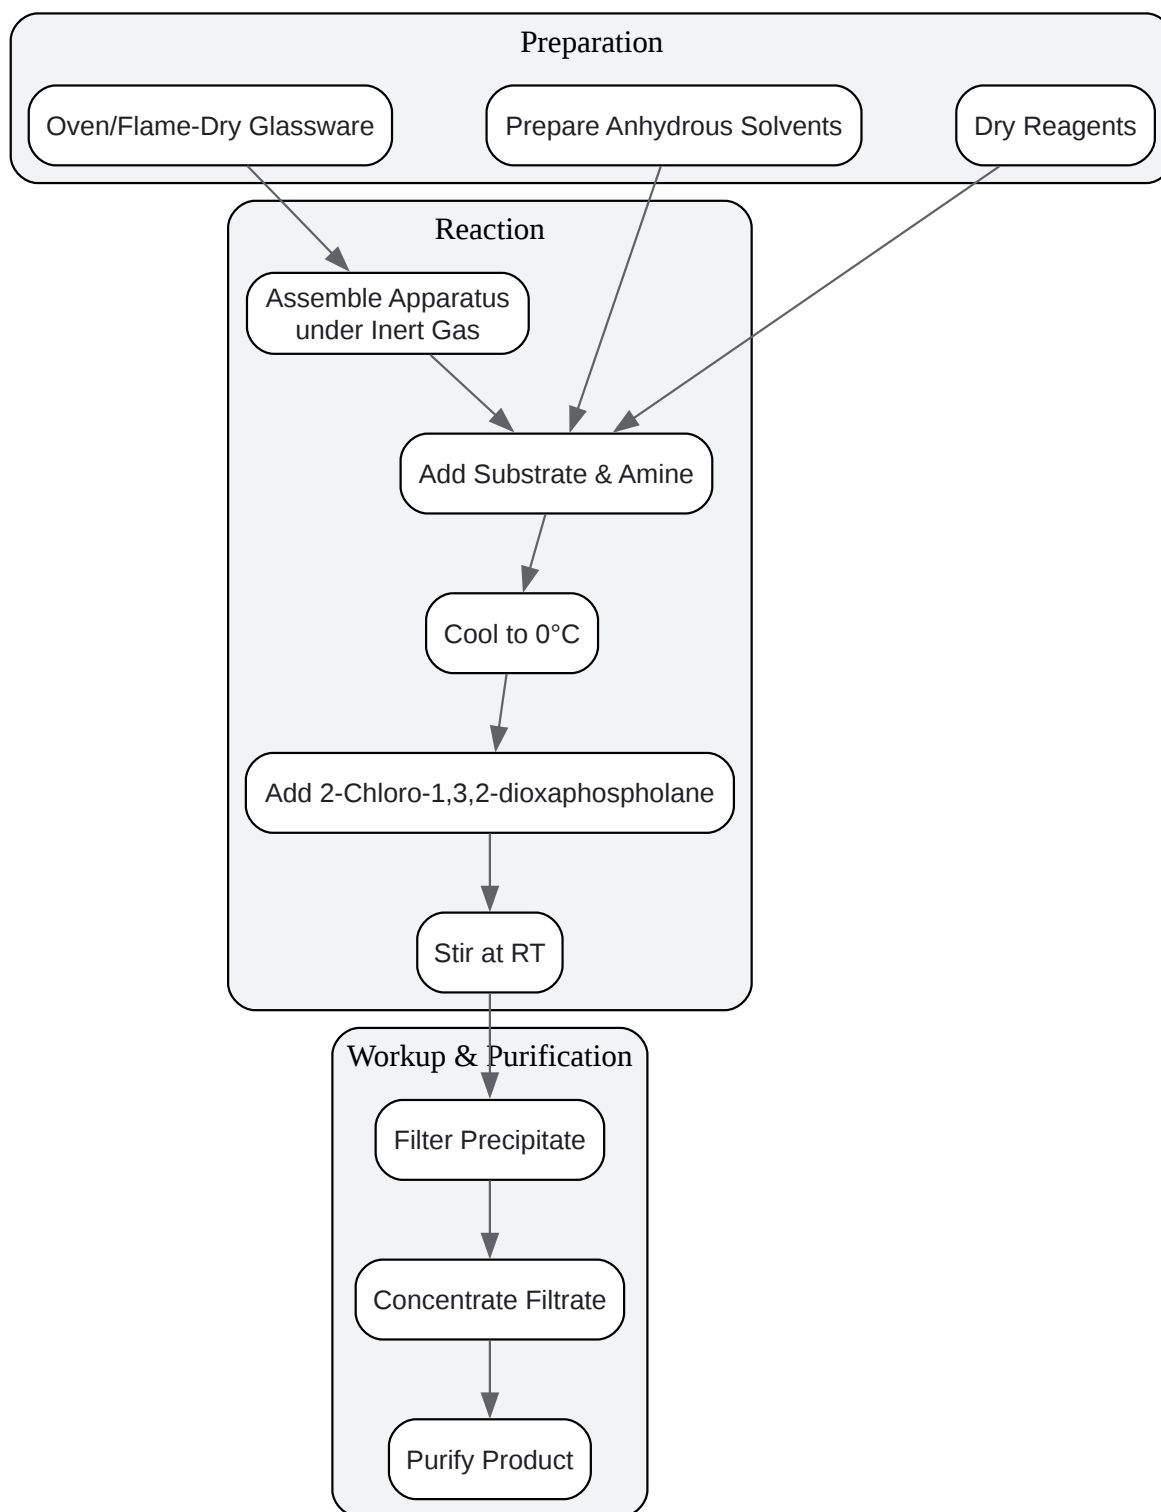 Preparation
Oven/Flame-Dry Glassware
Prepare Anhydrous Solvents
Dry Reagents
Reaction
Assemble Apparatus
under Inert Gas
Add Substrate & Amine
Cool to 0°C
Add 2-Chloro-1,3,2-dioxaphospholane
Stir at RT
Workup & Purification
Filter Precipitate
Concentrate Filtrate
Purify Product